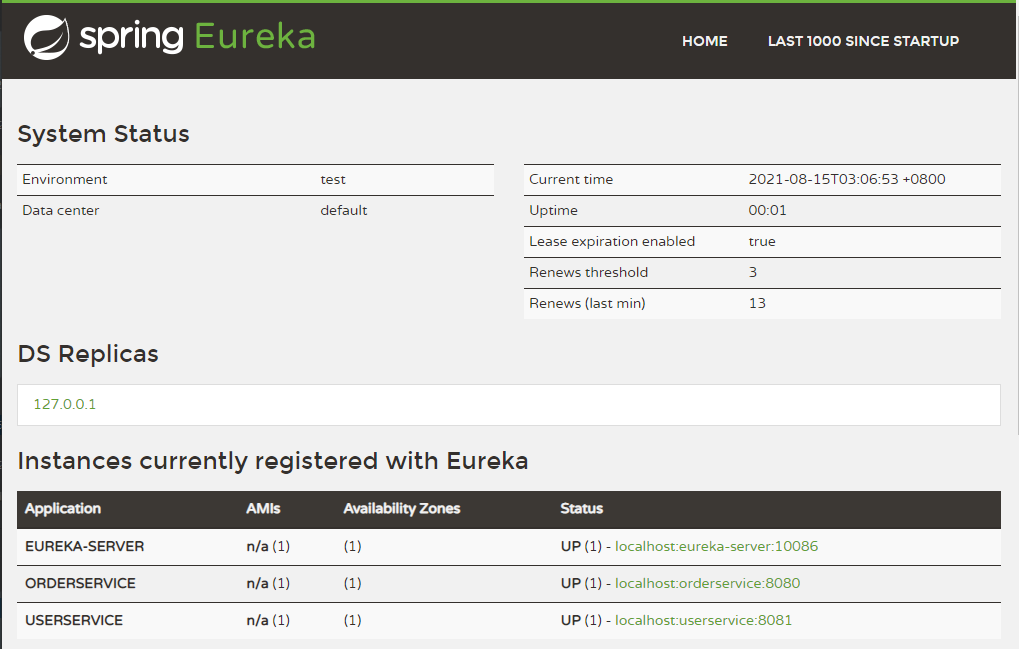 spring Eureka
HOME LAST 1000 SINCE STARTUP
System Status
Environment test
Data center default
Current time 2021-08-15T03:06:53 +0800
Uptime 00:01
Lease expiration enabled true
Renews threshold 3
Renews (last min) 13
DS Replicas
127.0.0.1
Instances currently registered with Eureka
Application AMIs Availability Zones Status
EUREKA-SERVER n/a (1) (1) UP (1) - localhost:eureka-server:10086
ORDERSERVICE n/a (1) (1) UP (1) - localhost:orderservice:8080
USERSERVICE n/a (1) (1) UP (1) - localhost:userservice:8081